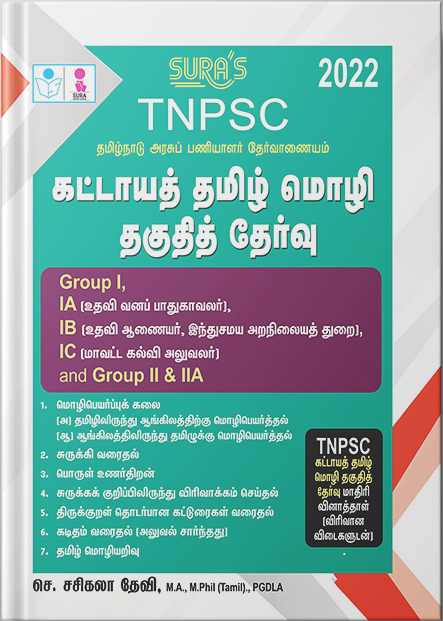 SURA'S
2022
SURA
TNPSC
தமிழ்நாடு அரசுப் பணியாளர் தேர்வாணையம்
கட்டாயத் தமிழ் மொழி
தகுதித் தேர்வு
Group I,
IA (உதவி வனப் பாதுகாவலர்),
IB (உதவி ஆணையர், இந்துசமய அறநிலையத் துறை),
IC (மாவட்ட கல்வி அலுவலர்)
and Group II & IIA
1. மொழிபெயர்ப்புக் கலை
(அ) தமிழிலிருந்து ஆங்கிலத்திற்கு மொழிபெயர்த்தல்
(ஆ) ஆங்கிலத்திலிருந்து தமிழுக்கு மொழிபெயர்த்தல்
2. சுருக்கி வரைதல்
3. பொருள் உணர்திறன்
4. சுருக்கக் குறிப்பிலிருந்து விரிவாக்கம் செய்தல்
5. திருக்குறள் தொடர்பான கட்டுரைகள் வரைதல்
6. கடிதம் வரைதல் (அலுவல் சார்ந்தது)
7. தமிழ் மொழியறிவு
TNPSC
கட்டாயத் தமிழ்
மொழி தகுதித்
தேர்வு மாதிரி
வினாத்தாள்
(விரிவான
விடைகளுடன்)
செ. சசிகலா தேவி, M.A., M.Phil (Tamil)., PGDLA